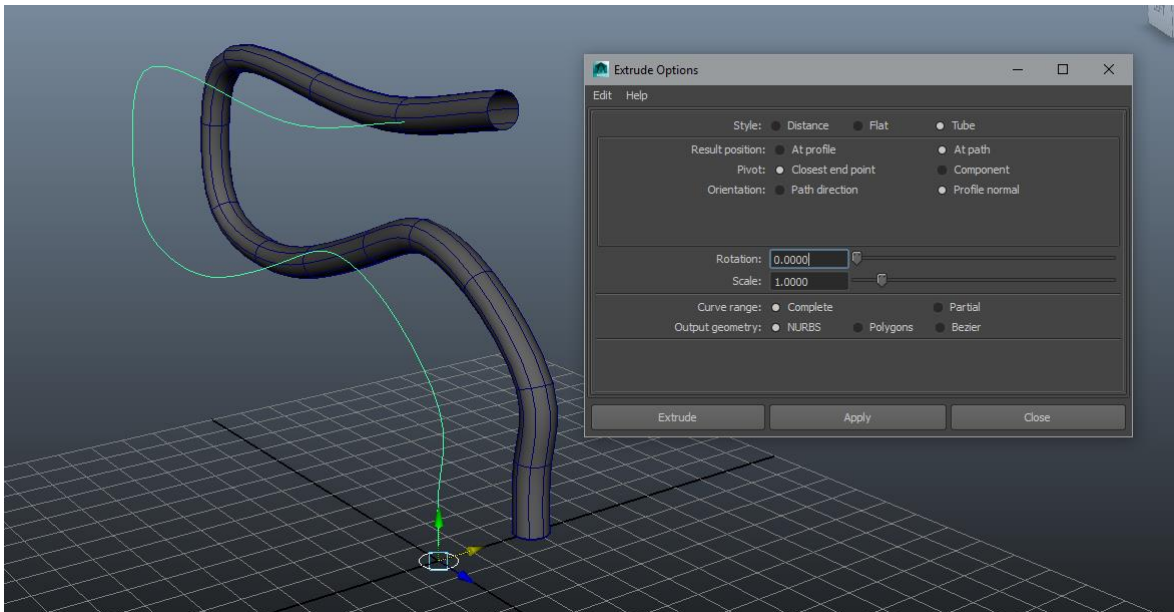 Extrude Options
Edit Help
Style: Distance Flat Tube
Result position: At profile At path
Pivot: Closest end point Component
Orientation: Path direction Profile normal
Rotation: 0.0000
Scale: 1.0000
Curve range: Complete Partial
Output geometry: NURBS Polygons Bezier
Extrude Apply Close